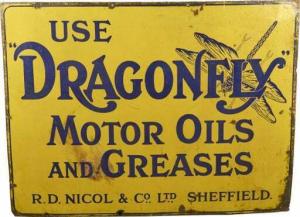 USE
"DRAGONFLY"
MOTOR OILS
AND GREASES
R.D. NICOL & CO. LTD SHEFFIELD.